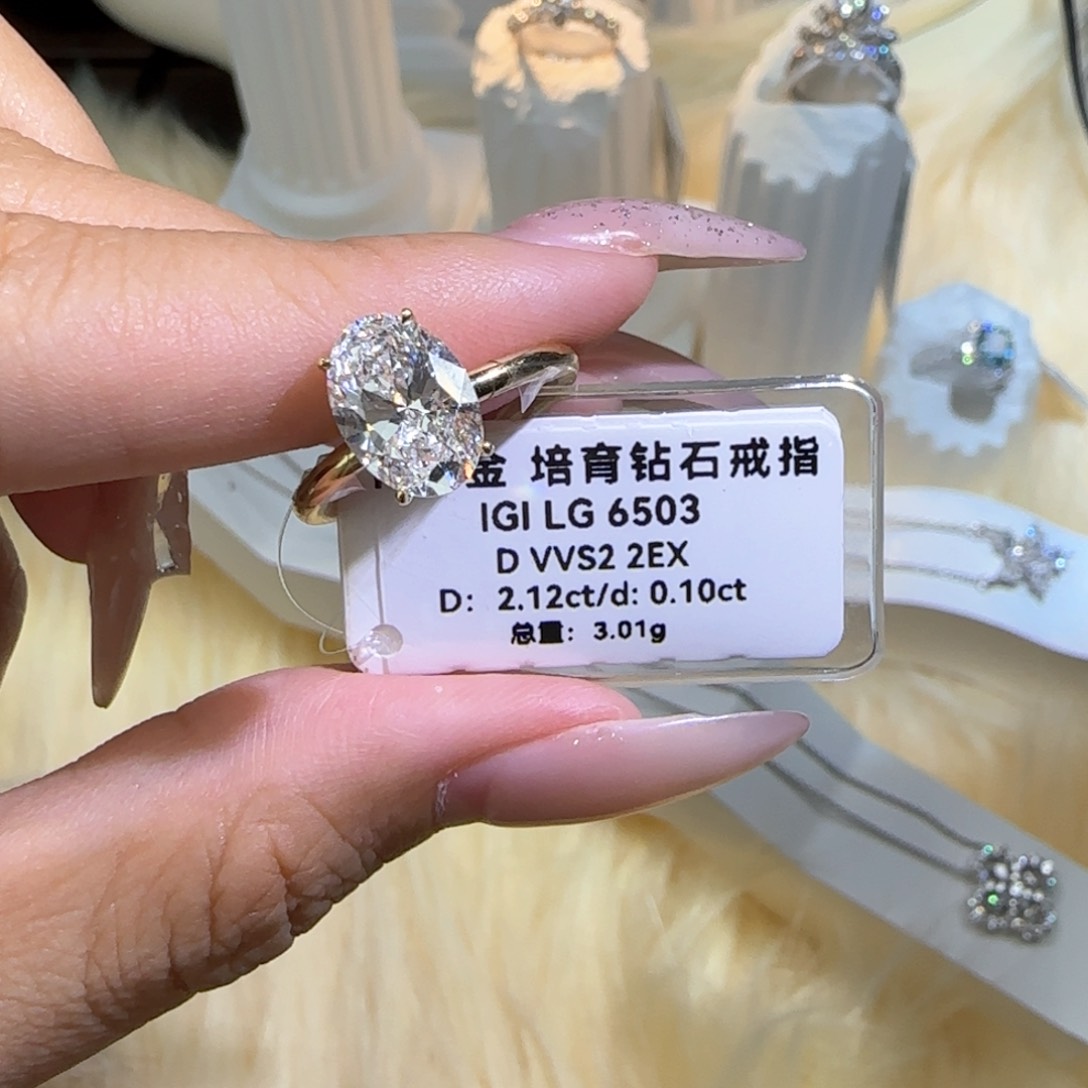 金 培育钻石戒指
IGI LG 6503
D VVS2 2EX
D: 2.12ct/d: 0.10ct
总重: 3.01g